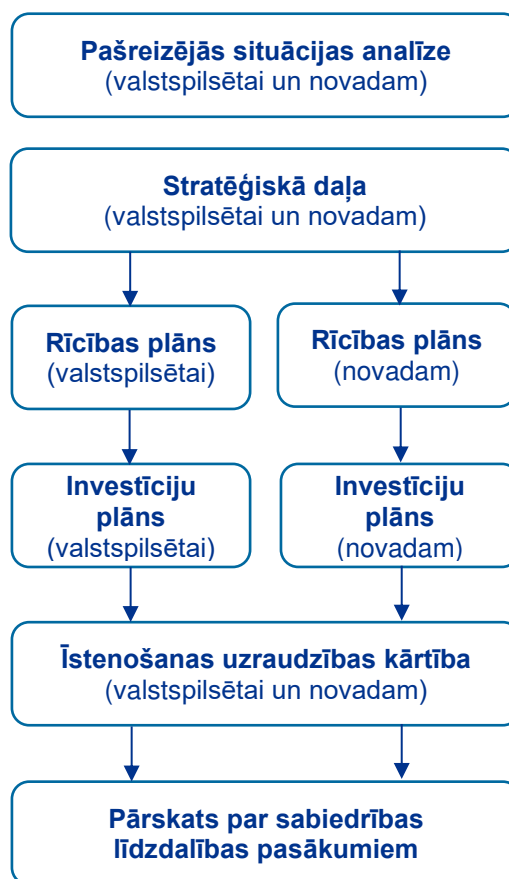 Pašreizējās situācijas analīze
(valstspilsētai un novadam)
Stratēģiskā daļa
(valstspilsētai un novadam)
Rīcības plāns
(valstspilsētai)
Rīcības plāns
(novadam)
Investīciju
plāns
(valstspilsētai)
Investīciju
plāns
(novadam)
Īstenošanas uzraudzības kārtība
(valstspilsētai un novadam)
Pārskats par sabiedrības
līdzdalības pasākumiem